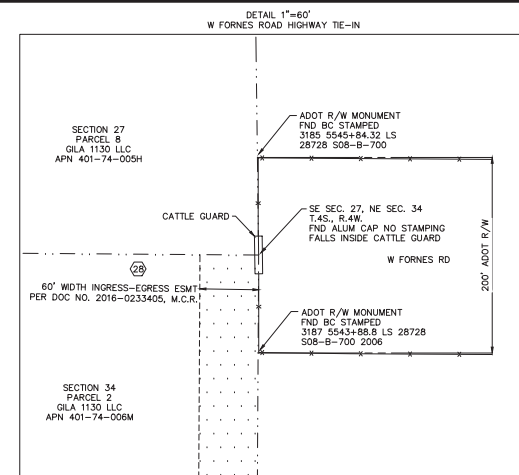 DETAIL 1"=60'
W FORNES ROAD HIGHWAY TIE-IN
ADOT R/W MONUMENT
FND BC STAMPED
3185 5545+84.32 LS
28728 S08-B-700
SECTION 27
PARCEL 8
GILA 1130 LLC
APN 401-74-005H
CATTLE GUARD
SE SEC. 27, NE SEC. 34
T.4S., R.4W.
FND ALUM CAP NO STAMPING
FALLS INSIDE CATTLE GUARD
W FORNES RD
200' ADOT R/W
28
60' WIDTH INGRESS-EGRESS ESMT
PER DOC NO. 2016-0233405, M.C.R.
ADOT R/W MONUMENT
FND BC STAMPED
3187 5543+88.8 LS 28728
S08-B-700 2006
SECTION 34
PARCEL 2
GILA 1130 LLC
APN 401-74-006M